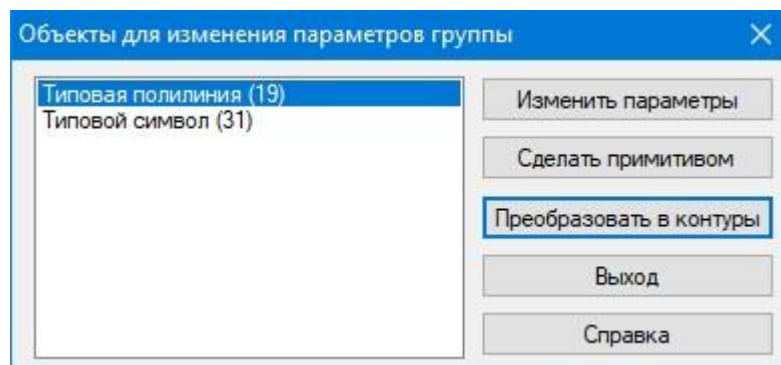 Объекты для изменения параметров группы
Типовая полилиния (19)
Типовой символ (31)
Изменить параметры
Сделать примитивом
Преобразовать в контуры
Выход
Справка